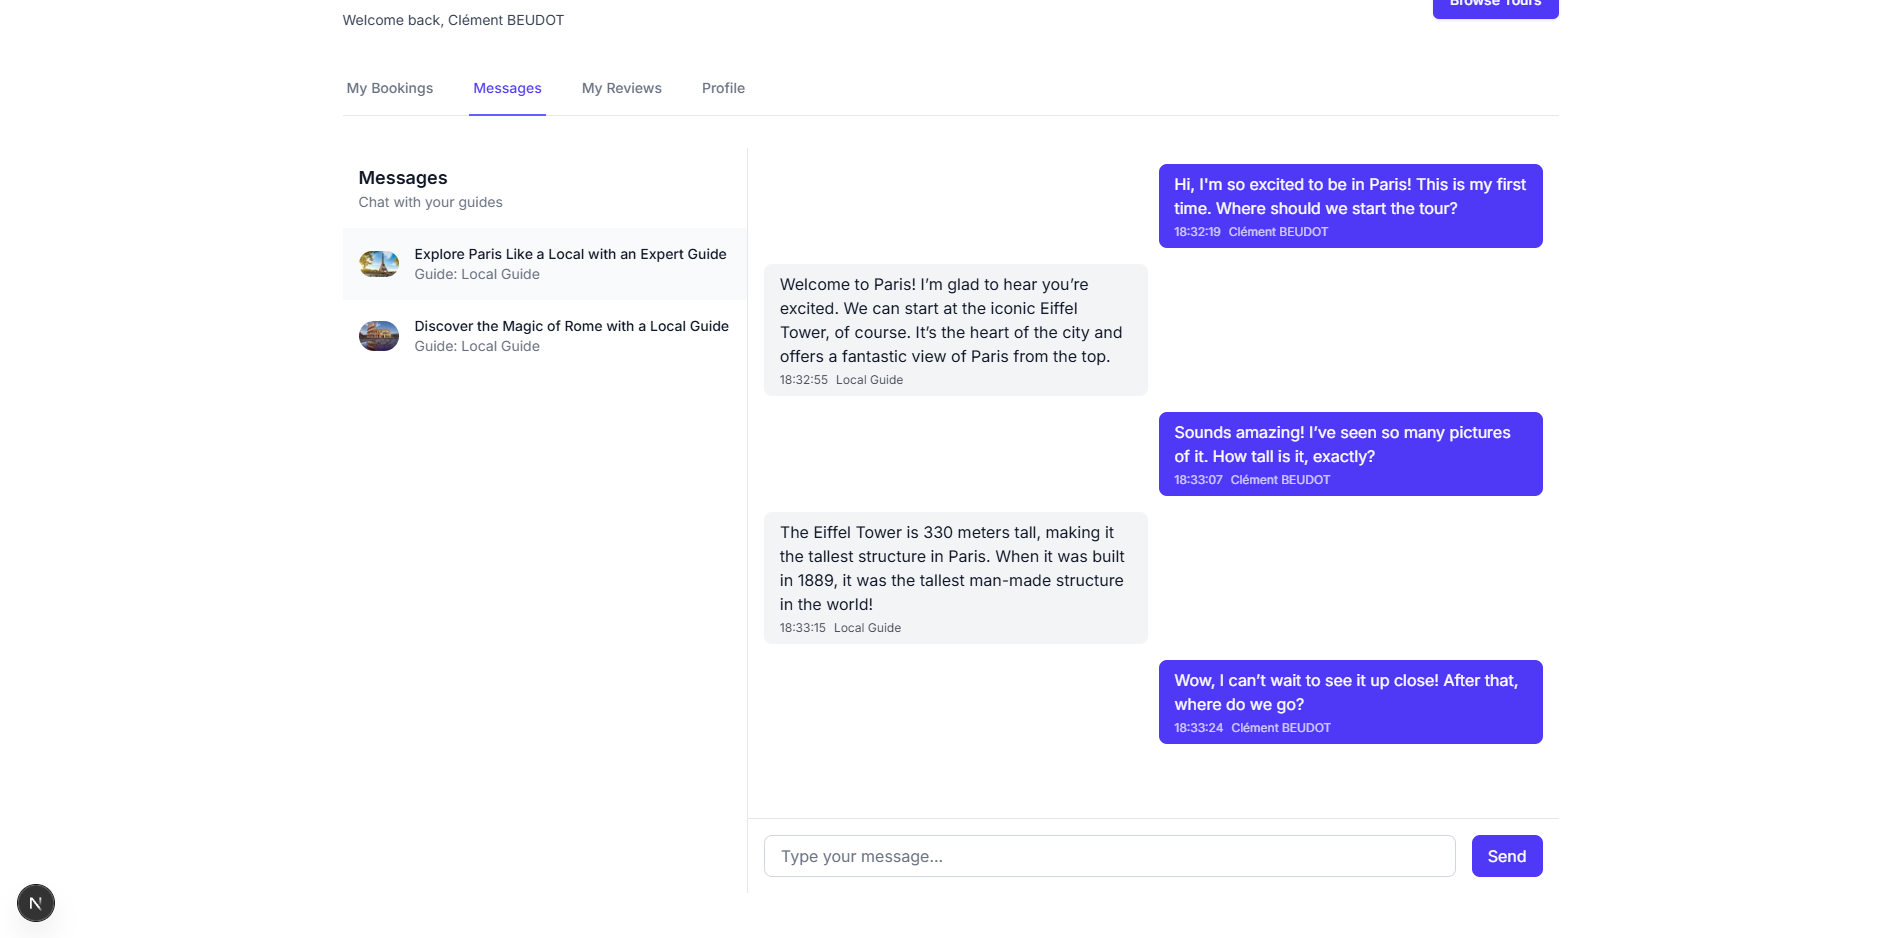 Welcome back, Clément BEUDOT
Browse Tours
My Bookings
Messages
My Reviews
Profile
Messages
Chat with your guides
Explore Paris Like a Local with an Expert Guide
Guide: Local Guide
Discover the Magic of Rome with a Local Guide
Guide: Local Guide
Hi, I'm so excited to be in Paris! This is my first
time. Where should we start the tour?
18:32:19 Clément BEUDOT
Welcome to Paris! I’m glad to hear you’re
excited. We can start at the iconic Eiffel
Tower, of course. It’s the heart of the city and
offers a fantastic view of Paris from the top.
18:32:55 Local Guide
Sounds amazing! I’ve seen so many pictures
of it. How tall is it, exactly?
18:33:07 Clément BEUDOT
The Eiffel Tower is 330 meters tall, making it
the tallest structure in Paris. When it was built
in 1889, it was the tallest man-made structure
in the world!
18:33:15 Local Guide
Wow, I can’t wait to see it up close! After that,
where do we go?
18:33:24 Clément BEUDOT
Type your message...
Send
N